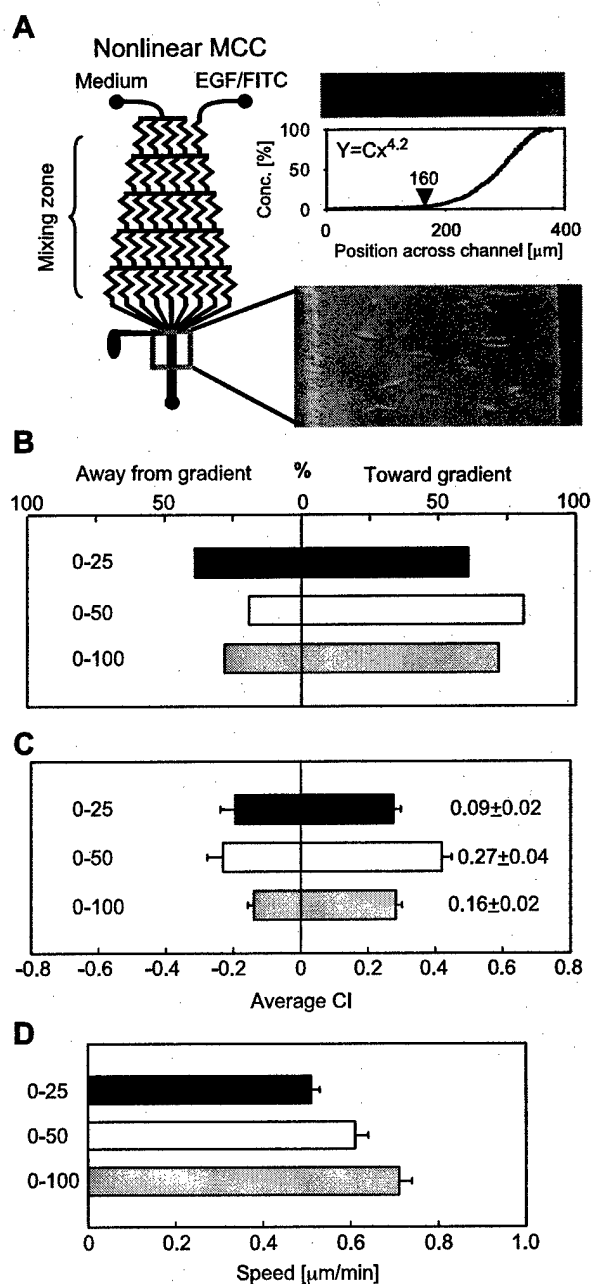 A
Nonlinear MCC
Medium
EGF/FITC
Mixing zone
Conc. [%]
100
50
0
Y=Cx^4.2
160
0
200
400
Position across channel [μm]
B
Away from gradient
%
Toward gradient
100
50
0
50
100
0-25
0-50
0-100
C
0-25
0.09±0.02
0-50
0.27±0.04
0-100
0.16±0.02
-0.8
-0.6
-0.4
-0.2
0
0.2
0.4
0.6
0.8
Average CI
D
0-25
0-50
0-100
0
0.2
0.4
0.6
0.8
1.0
Speed [μm/min]